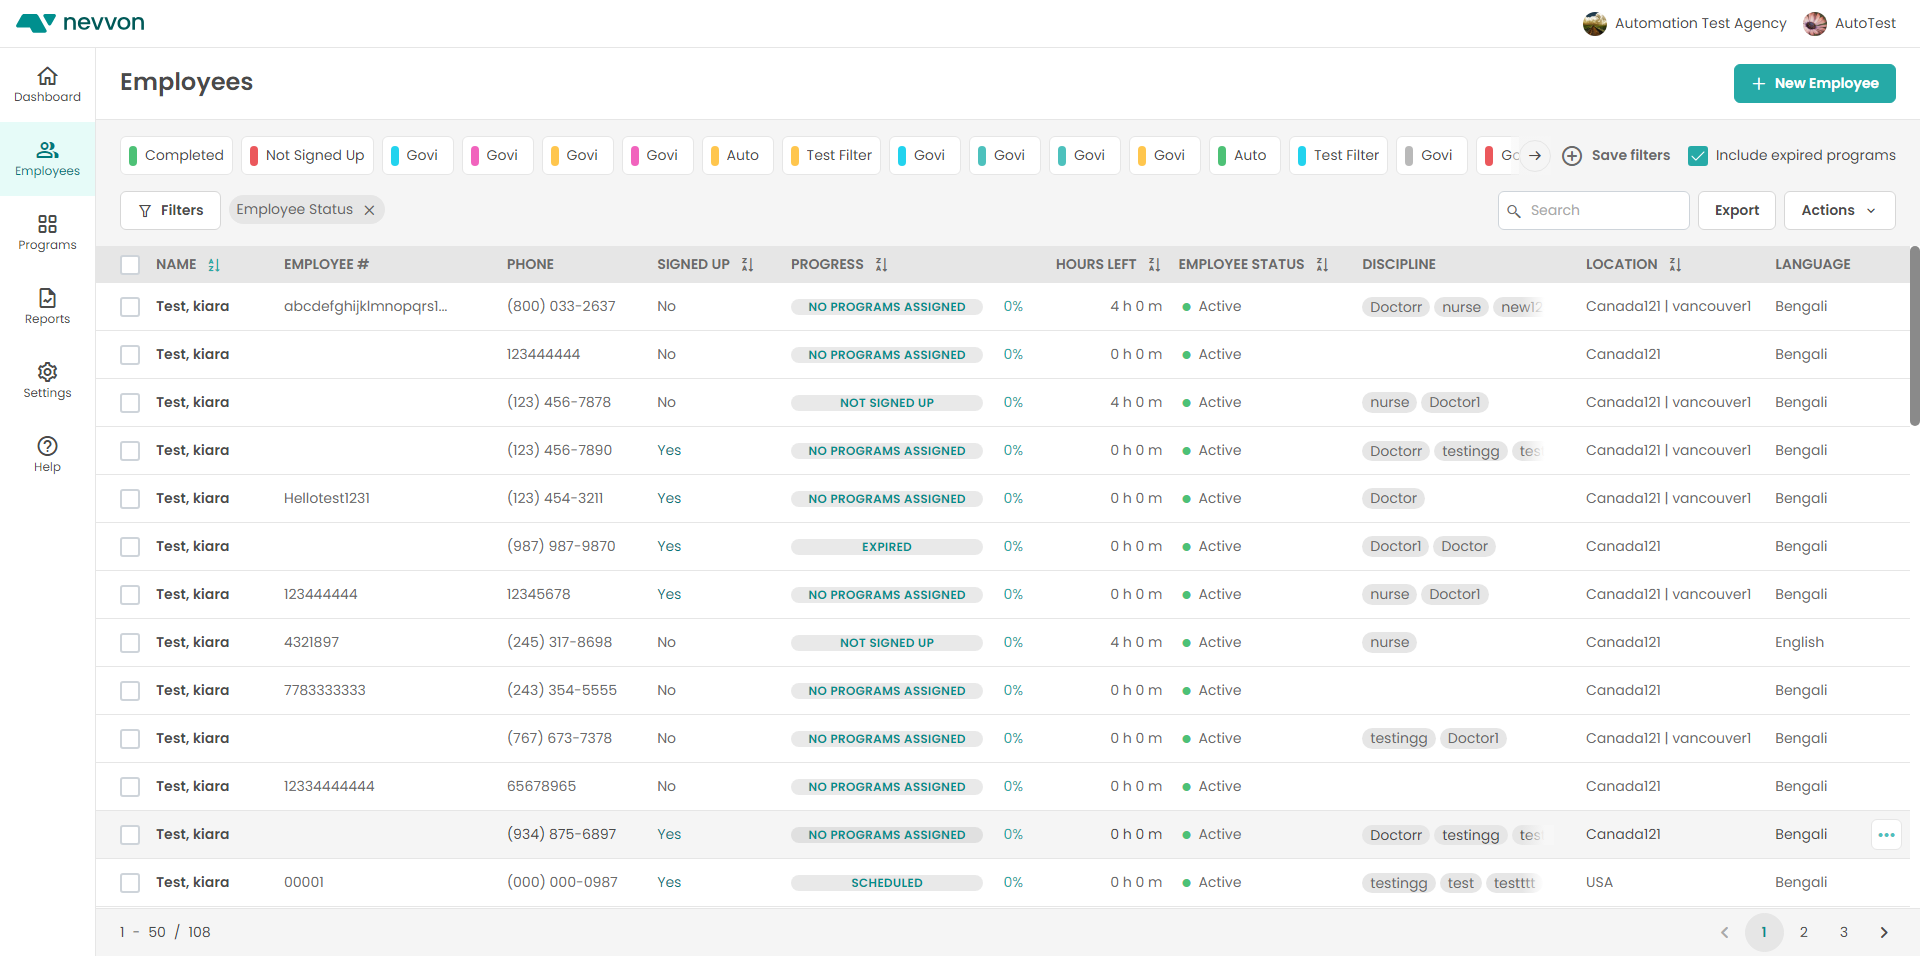 nevvon
Automation Test Agency
AutoTest
Dashboard
Employees
Programs
Reports
Settings
Help
Employees
New Employee
Completed Not Signed Up Govi Govi Govi Govi Auto Test Filter Govi Govi Govi Govi Auto Test Filter Govi Save filters Include expired programs
Filters Employee Status Search Export Actions
NAME EMPLOYEE # PHONE SIGNED UP PROGRESS HOURS LEFT EMPLOYEE STATUS DISCIPLINE LOCATION LANGUAGE
Test, kiara abcdefghijklmnopqrs1... (800) 033-2637 No NO PROGRAMS ASSIGNED 0% 4 h 0 m Active Doctorr nurse new12 Canada121 | vancouver1 Bengali
Test, kiara 123444444 No NO PROGRAMS ASSIGNED 0% 0 h 0 m Active Canada121 Bengali
Test, kiara (123) 456-7878 No NOT SIGNED UP 0% 4 h 0 m Active nurse Doctor1 Canada121 | vancouver1 Bengali
Test, kiara (123) 456-7890 Yes NO PROGRAMS ASSIGNED 0% 0 h 0 m Active Doctorr testingg tes Canada121 | vancouver1 Bengali
Test, kiara Hellotest1231 (123) 454-3211 Yes NO PROGRAMS ASSIGNED 0% 0 h 0 m Active Doctor Canada121 | vancouver1 Bengali
Test, kiara (987) 987-9870 Yes EXPIRED 0% 0 h 0 m Active Doctor1 Doctor Canada121 Bengali
Test, kiara 123444444 12345678 Yes NO PROGRAMS ASSIGNED 0% 0 h 0 m Active nurse Doctor1 Canada121 | vancouver1 Bengali
Test, kiara 4321897 (245) 317-8698 No NOT SIGNED UP 0% 4 h 0 m Active nurse Canada121 English
Test, kiara 7783333333 (243) 354-5555 No NO PROGRAMS ASSIGNED 0% 0 h 0 m Active Canada121 Bengali
Test, kiara (767) 673-7378 No NO PROGRAMS ASSIGNED 0% 0 h 0 m Active testingg Doctor1 Canada121 | vancouver1 Bengali
Test, kiara 12334444444 65678965 No NO PROGRAMS ASSIGNED 0% 0 h 0 m Active Canada121 Bengali
Test, kiara (934) 875-6897 Yes NO PROGRAMS ASSIGNED 0% 0 h 0 m Active Doctorr testingg tes Canada121 Bengali
Test, kiara 00001 (000) 000-0987 Yes SCHEDULED 0% 0 h 0 m Active testingg test testttt USA Bengali
1 - 50 / 108 1 2 3